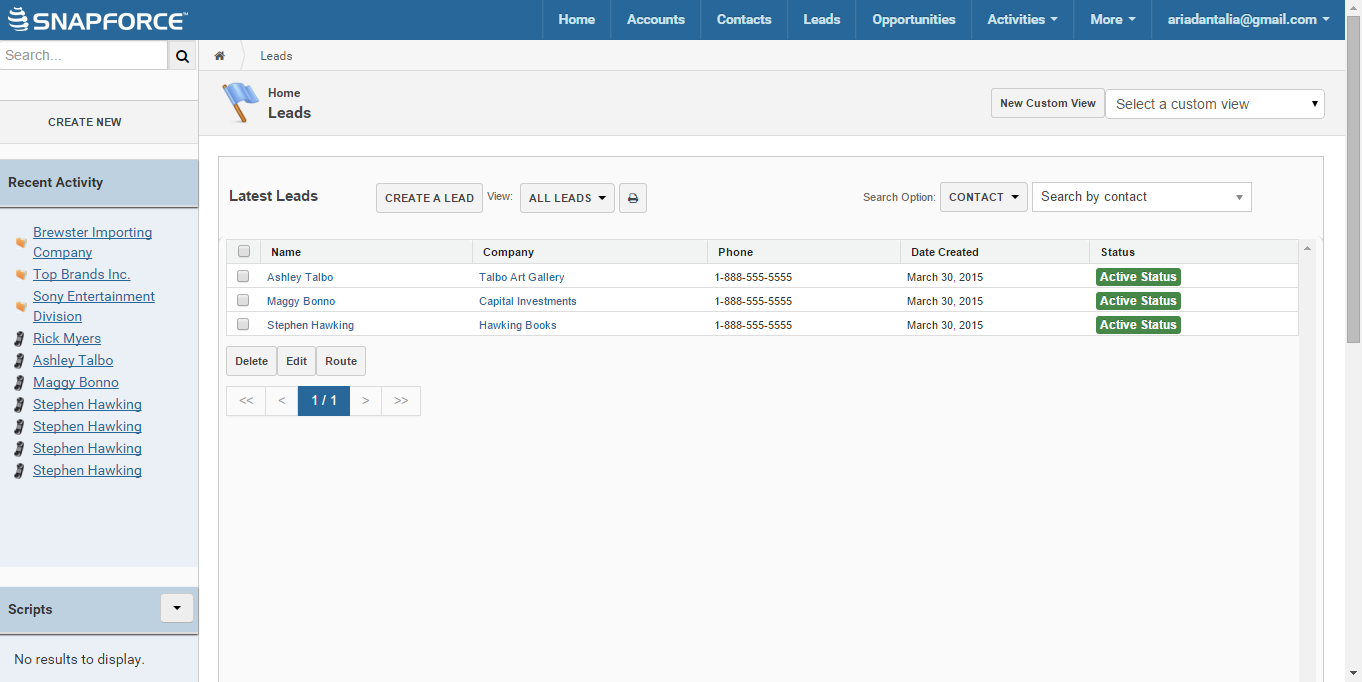 SNAPFORCE™ Home Accounts Contacts Leads Opportunities Activities More ariadantalia@gmail.com
Search...
Leads
Home
Leads
New Custom View Select a custom view
CREATE NEW
Recent Activity
Brewster Importing
Company
Top Brands Inc.
Sony Entertainment
Division
Rick Myers
Ashley Talbo
Maggy Bonno
Stephen Hawking
Stephen Hawking
Stephen Hawking
Stephen Hawking
Scripts
No results to display.
Latest Leads CREATE A LEAD View: ALL LEADS Search Option: CONTACT Search by contact
Name Company Phone Date Created Status
Ashley Talbo Talbo Art Gallery 1-888-555-5555 March 30, 2015 Active Status
Maggy Bonno Capital Investments 1-888-555-5555 March 30, 2015 Active Status
Stephen Hawking Hawking Books 1-888-555-5555 March 30, 2015 Active Status
Delete Edit Route
<< < 1 / 1 > >>